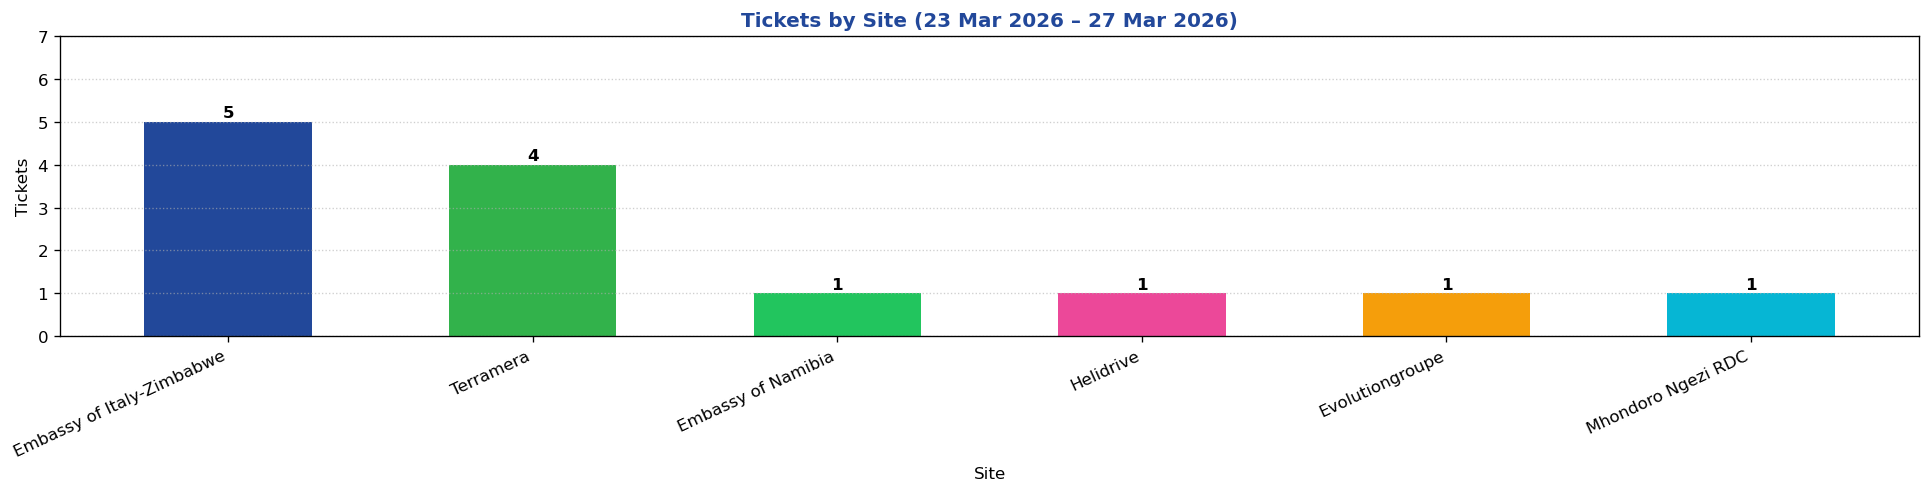 Tickets by Site (23 Mar 2026 – 27 Mar 2026)
Tickets
7
6
5
4
3
2
1
0
5
4
1
1
1
1
Embassy of Italy-Zimbabwe
Terramera
Embassy of Namibia
Helidrive
Evolutiongroupe
Mhondoro Ngezi RDC
Site